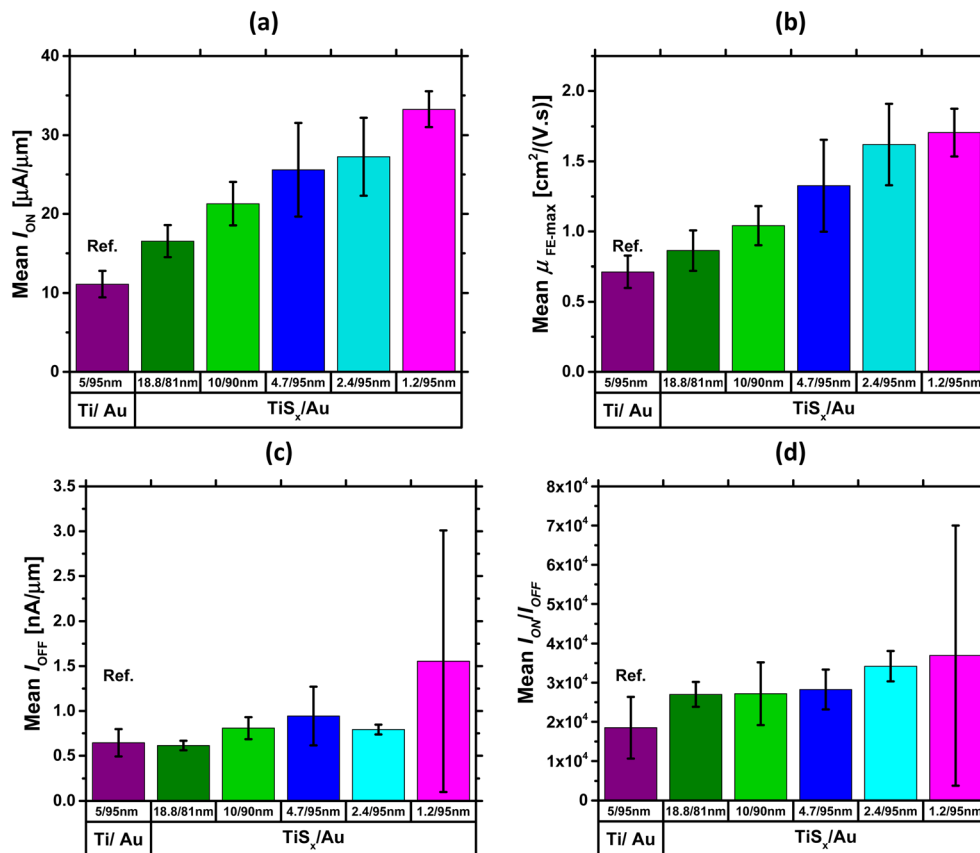 (a)
Mean I_ON [µA/µm]
40
30
20
10
0
Ref.
5/95nm 18.8/81nm 10/90nm 4.7/95nm 2.4/95nm 1.2/95nm
Ti/ Au TiSₓ/Au
(b)
Mean µ_FE-max [cm²/(V.s)]
2.0
1.5
1.0
0.5
0.0
Ref.
5/95nm 18.8/81nm 10/90nm 4.7/95nm 2.4/95nm 1.2/95nm
Ti/ Au TiSₓ/Au
(c)
Mean I_OFF [nA/µm]
3.5
3.0
2.5
2.0
1.5
1.0
0.5
0.0
Ref.
5/95nm 18.8/81nm 10/90nm 4.7/95nm 2.4/95nm 1.2/95nm
Ti/ Au TiSₓ/Au
(d)
Mean I_ON/I_OFF
8x10⁴
7x10⁴
6x10⁴
5x10⁴
4x10⁴
3x10⁴
2x10⁴
1x10⁴
0
Ref.
5/95nm 18.8/81nm 10/90nm 4.7/95nm 2.4/95nm 1.2/95nm
Ti/ Au TiSₓ/Au